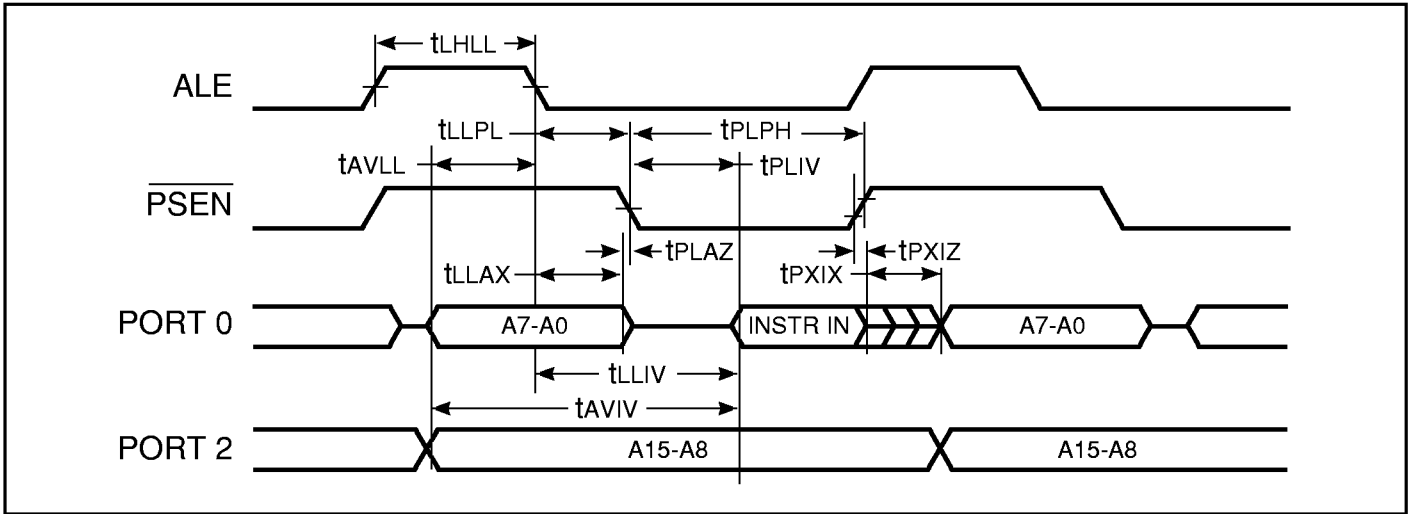 tLHLL
ALE
tLLPL tPLPH
tAVLL tPLIV
PSEN
tPLAZ tPXIZ
tLLAX tPXIX
PORT 0 A7-A0 INSTR IN A7-A0
tLLIV
tAVIV
PORT 2 A15-A8 A15-A8